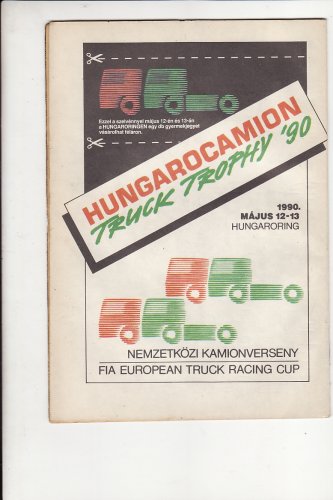 Ezzel a szelvénnyel május 12-én és 13-án
a HUNGARORINGEN egy db gyermekjegyet
vásárolhat féláron.
HUNGAROCAMION
TRUCK TROPHY '90
1990.
MÁJUS 12-13
HUNGARORING
NEMZETKÖZI KAMIONVERSENY
FIA EUROPEAN TRUCK RACING CUP